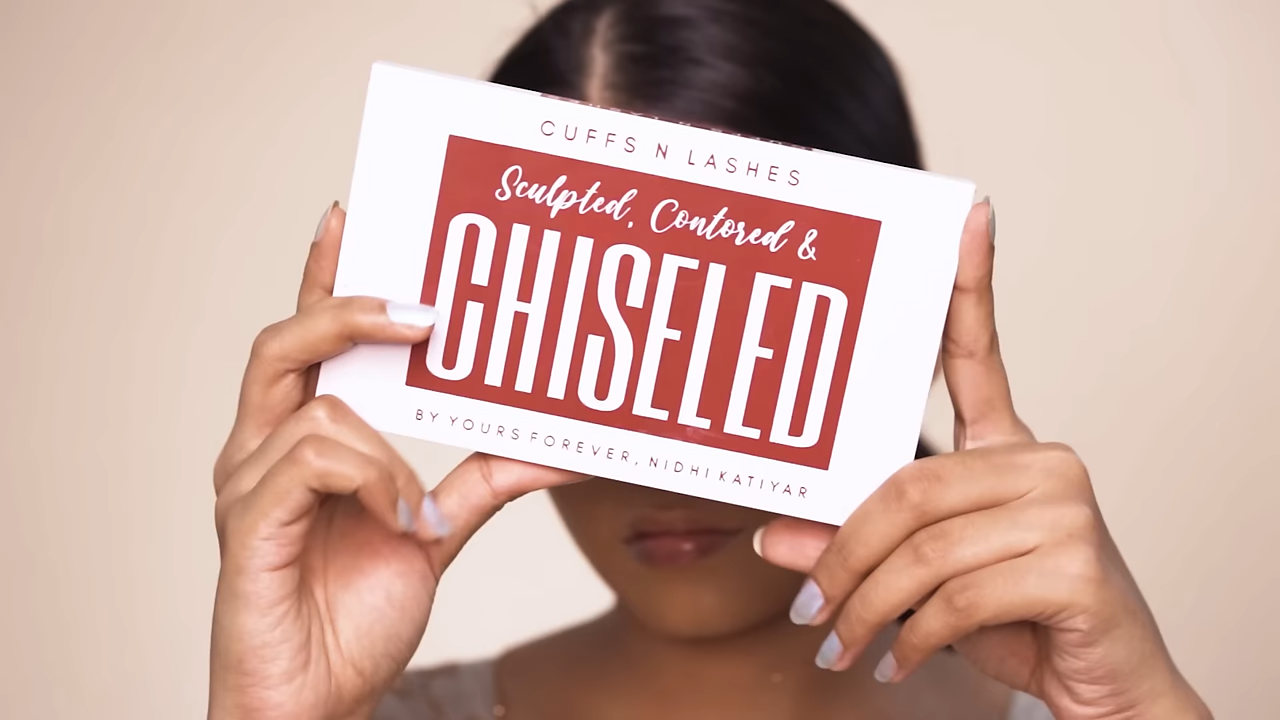 CUFFS N LASHES
Sculpted, Contored &
CHISELED
BY YOURS FOREVER, NIDHI KATIYAR